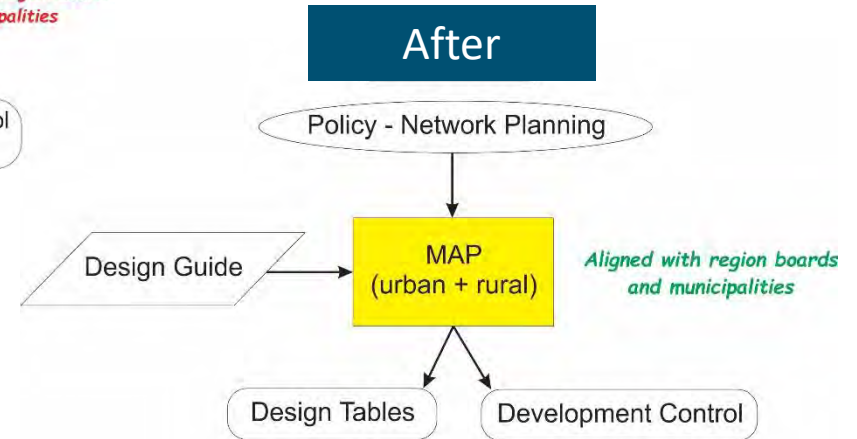 palities
After
ol
Policy - Network Planning
Design Guide
MAP
(urban + rural)
Aligned with region boards
and municipalities
Design Tables
Development Control